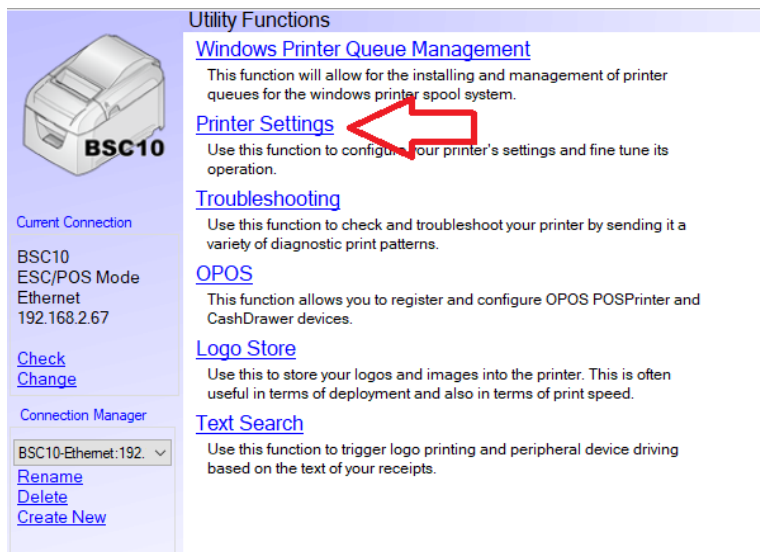 Utility Functions
Windows Printer Queue Management
This function will allow for the installing and management of printer
queues for the windows printer spool system.
Printer Settings
Use this function to configure your printer's settings and fine tune its
operation.
Troubleshooting
Use this function to check and troubleshoot your printer by sending it a
variety of diagnostic print patterns.
OPOS
This function allows you to register and configure OPOS POSPrinter and
CashDrawer devices.
Logo Store
Use this to store your logos and images into the printer. This is often
useful in terms of deployment and also in terms of print speed.
Text Search
Use this function to trigger logo printing and peripheral device driving
based on the text of your receipts.
BSC10
Current Connection
BSC10
ESC/POS Mode
Ethernet
192.168.2.67
Check
Change
Connection Manager
BSC10-Ethernet:192.
Rename
Delete
Create New